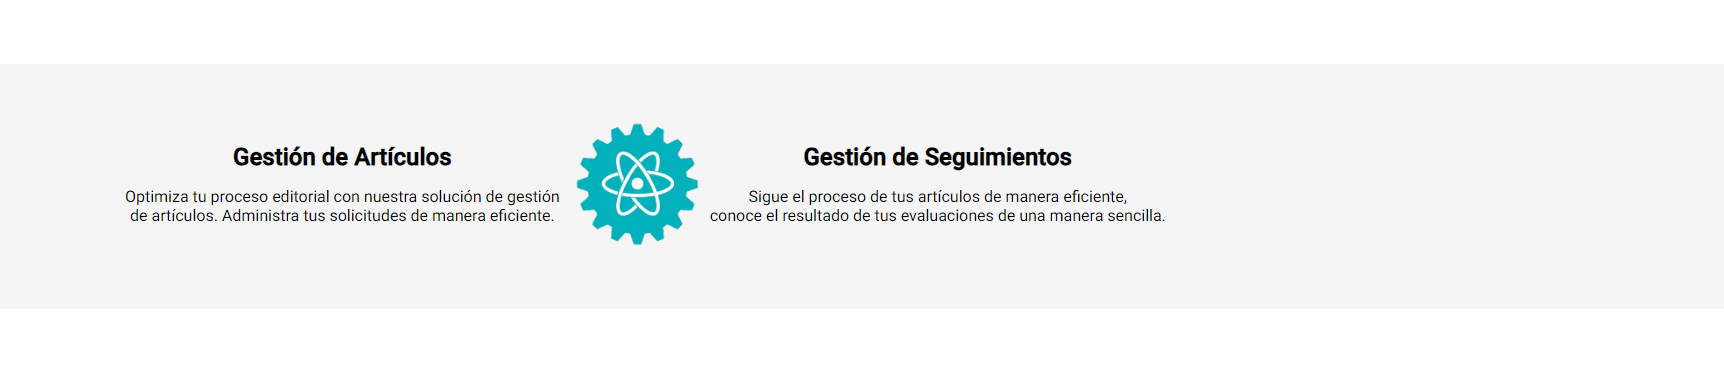 Gestión de Artículos
Optimiza tu proceso editorial con nuestra solución de gestión
de artículos. Administra tus solicitudes de manera eficiente.
Gestión de Seguimientos
Sigue el proceso de tus artículos de manera eficiente,
conoce el resultado de tus evaluaciones de una manera sencilla.